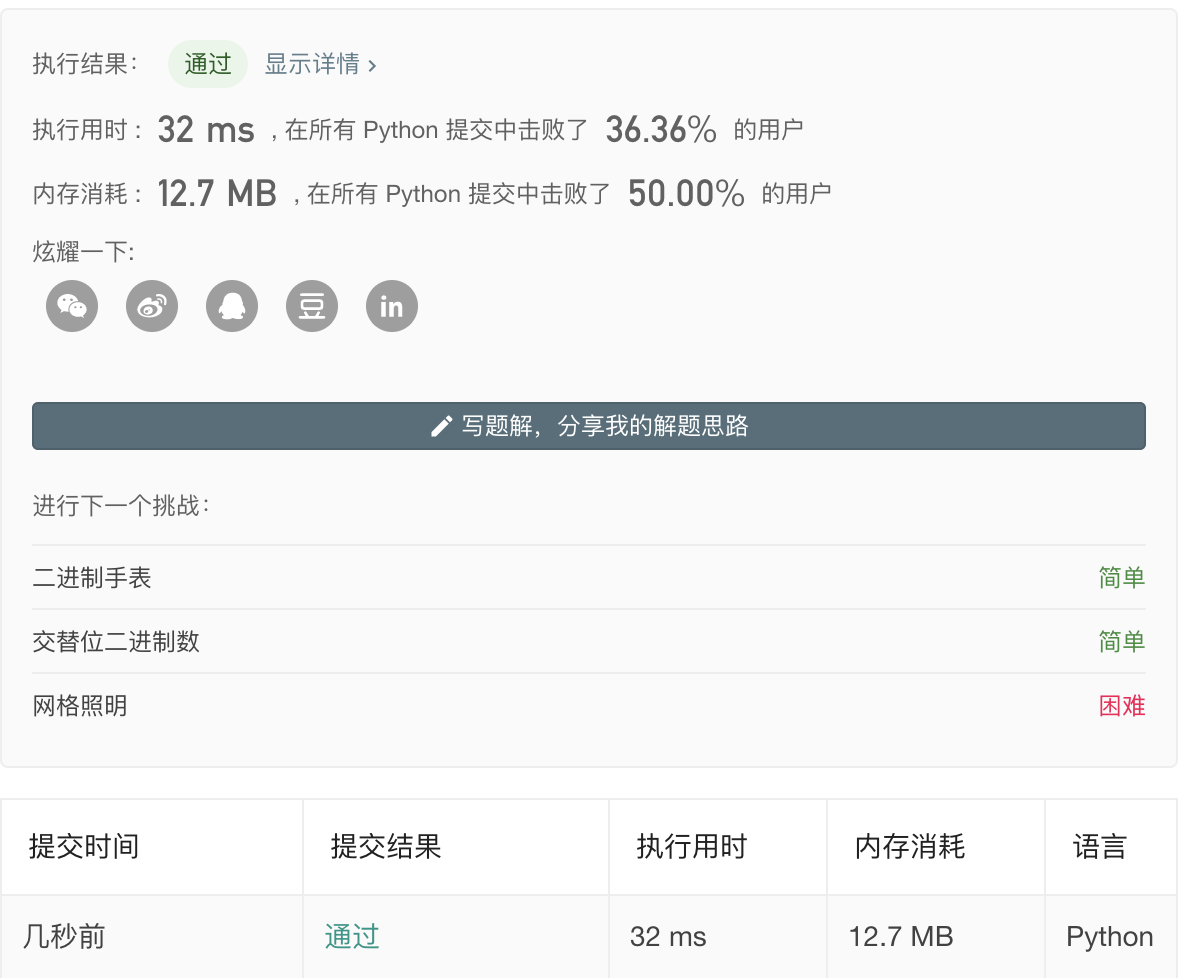 执行结果： 通过 显示详情 ›
执行用时 : 32 ms , 在所有 Python 提交中击败了 36.36% 的用户
内存消耗 : 12.7 MB , 在所有 Python 提交中击败了 50.00% 的用户
炫耀一下:
豆 in
写题解，分享我的解题思路
进行下一个挑战：
二进制手表 简单
交替位二进制数 简单
网格照明 困难
提交时间 提交结果 执行用时 内存消耗 语言
几秒前 通过 32 ms 12.7 MB Python